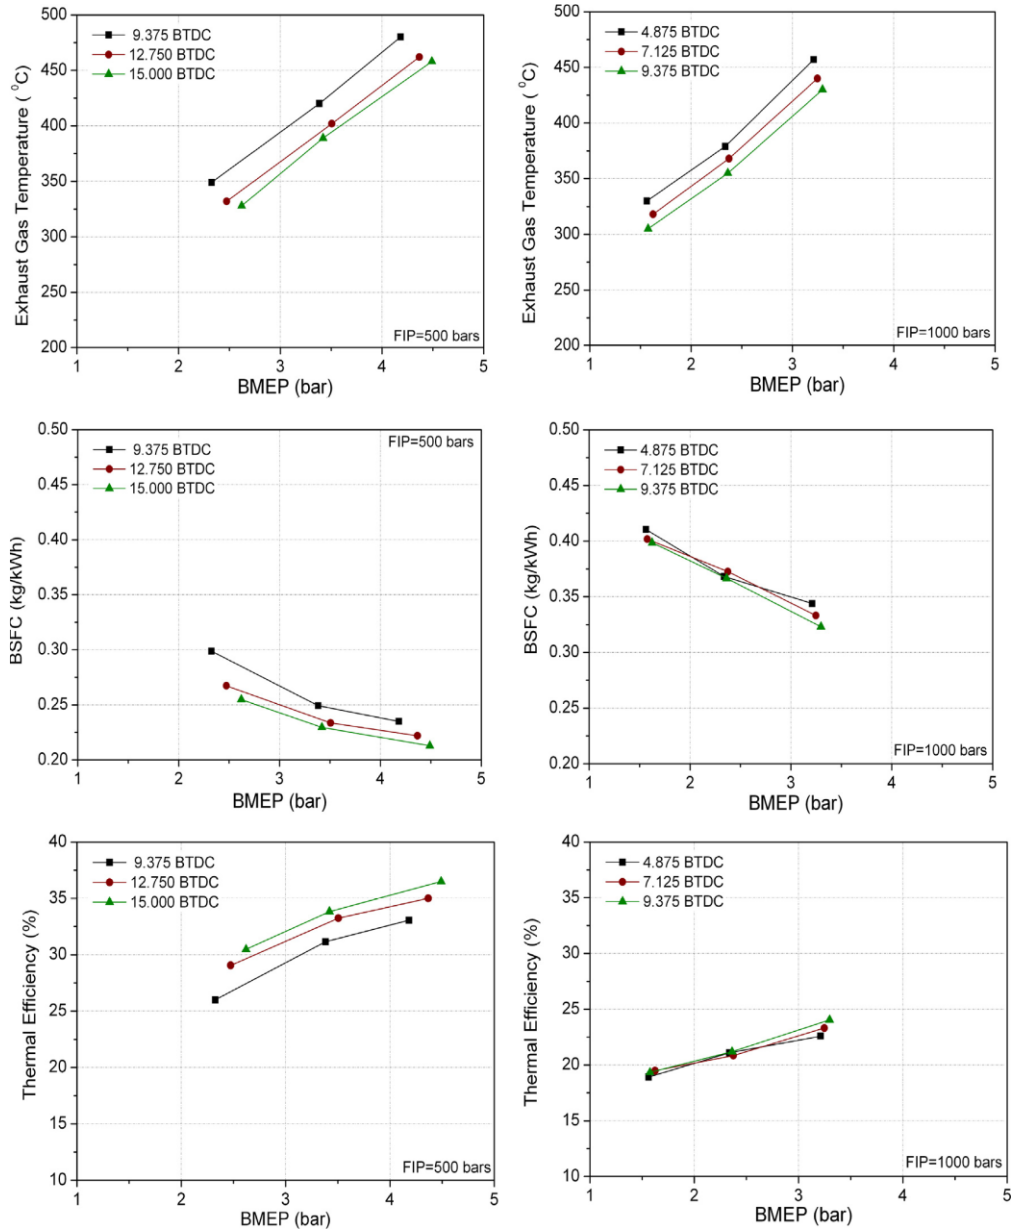 500
450
400
350
300
250
200
Exhaust Gas Temperature ( °C)
9.375 BTDC
12.750 BTDC
15.000 BTDC
FIP=500 bars
1 2 3 4 5
BMEP (bar)
500
450
400
350
300
250
200
Exhaust Gas Temperature ( °C)
4.875 BTDC
7.125 BTDC
9.375 BTDC
FIP=1000 bars
1 2 3 4 5
BMEP (bar)
0.50
0.45
0.40
0.35
0.30
0.25
0.20
BSFC (kg/kWh)
9.375 BTDC
12.750 BTDC
15.000 BTDC
FIP=500 bars
1 2 3 4 5
BMEP (bar)
0.50
0.45
0.40
0.35
0.30
0.25
0.20
BSFC (kg/kWh)
4.875 BTDC
7.125 BTDC
9.375 BTDC
FIP=1000 bars
1 2 3 4 5
BMEP (bar)
40
35
30
25
20
15
10
Thermal Efficiency (%)
9.375 BTDC
12.750 BTDC
15.000 BTDC
FIP=500 bars
1 2 3 4 5
BMEP (bar)
40
35
30
25
20
15
10
Thermal Efficiency (%)
4.875 BTDC
7.125 BTDC
9.375 BTDC
FIP=1000 bars
1 2 3 4 5
BMEP (bar)